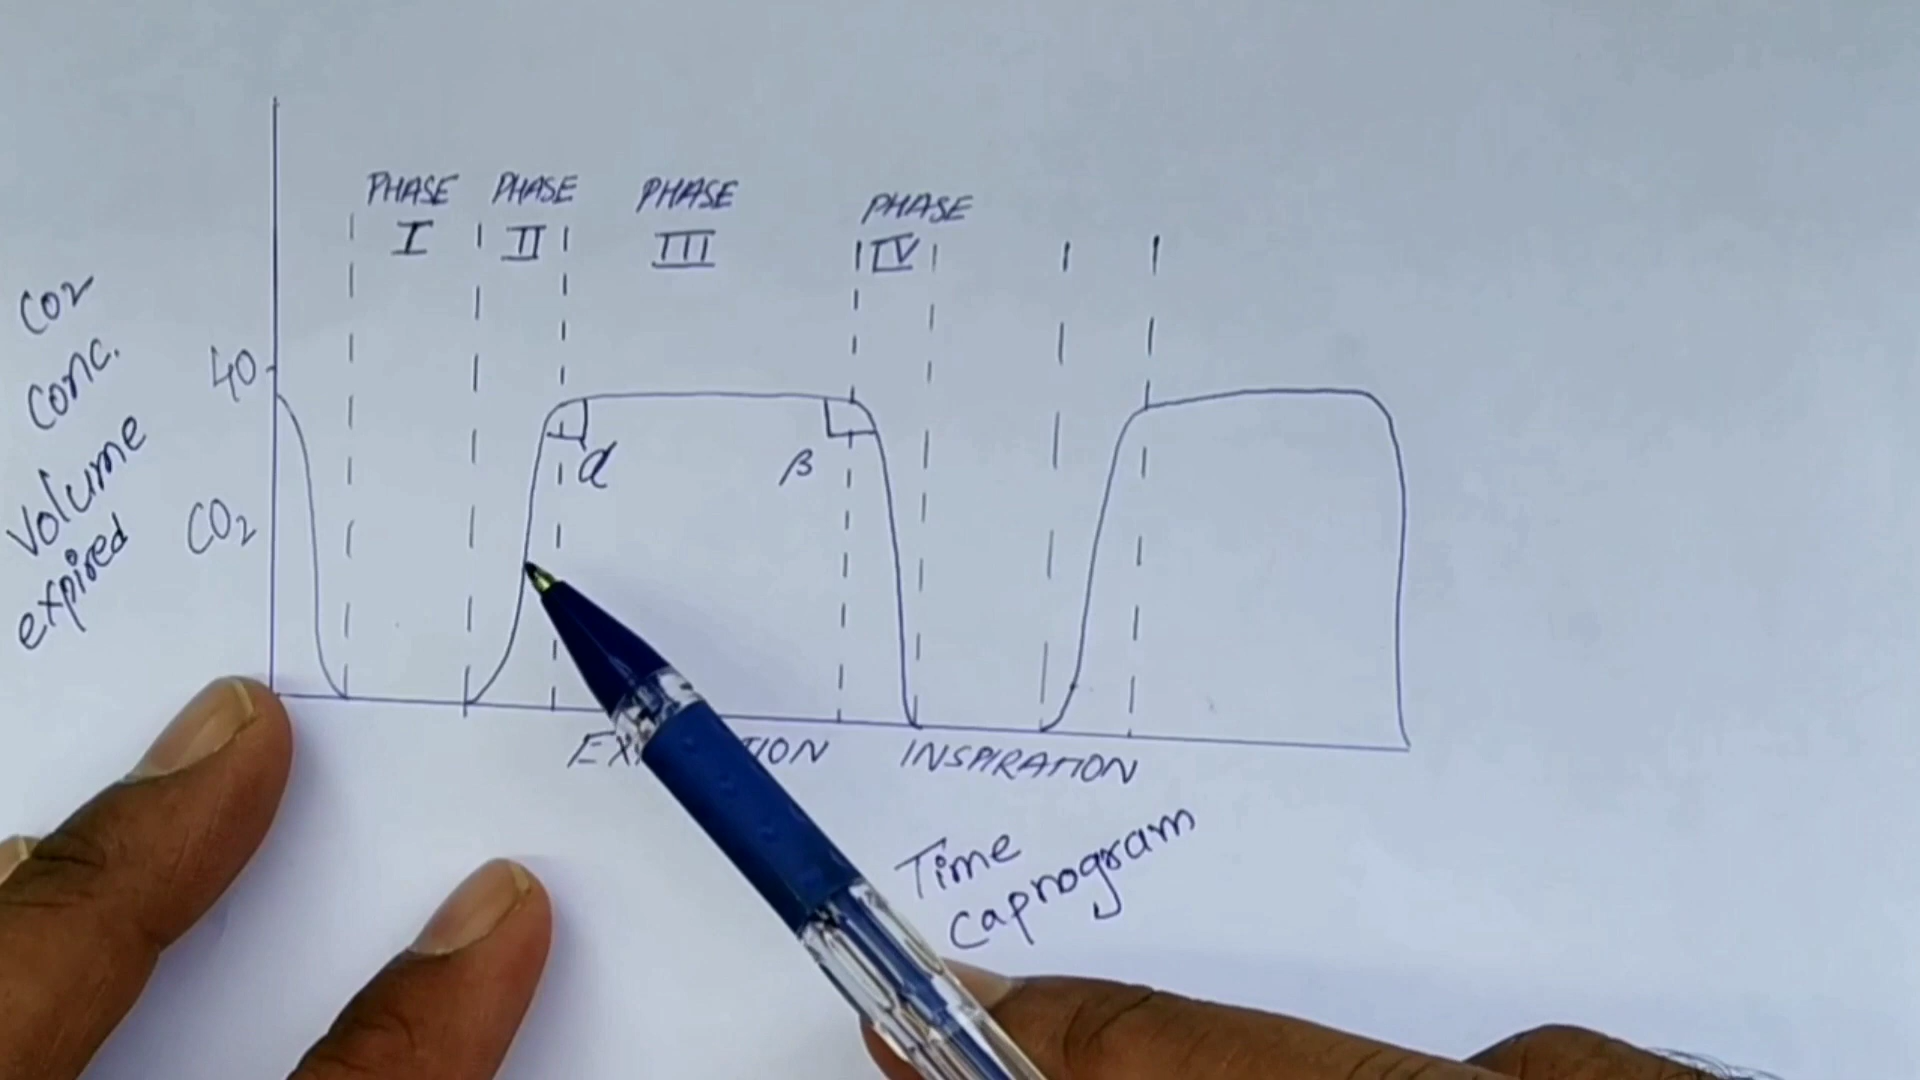 PHASE PHASE PHASE PHASE
I II III IV
CO2
Conc.
Volume
expired
40
CO2
α β
INSPIRATION
Time
Capnogram